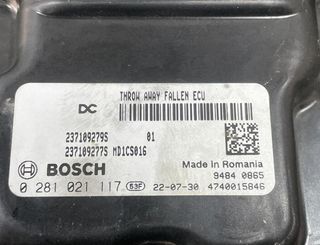 THROW AWAY FALLEN ECU
DC
237109279S 01
237109277S MD1CS016
Made in Romania
BOSCH
9484 0865
0 281 021 117 63F 22-07-30 4740015846